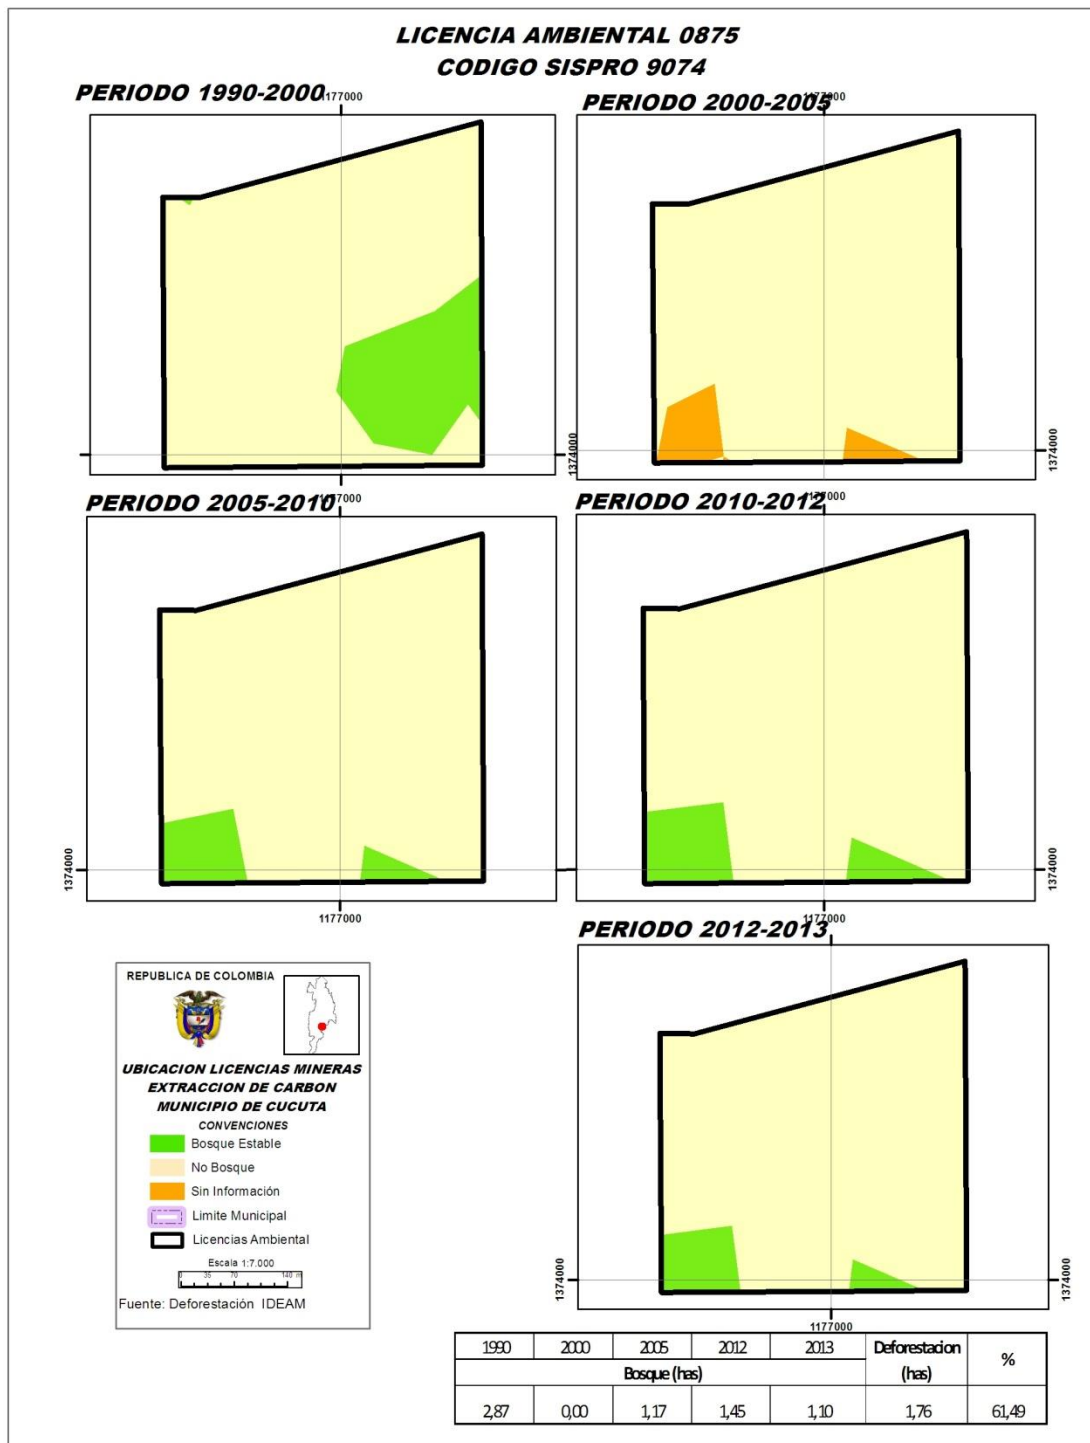 LICENCIA AMBIENTAL 0875
CODIGO SISPRO 9074
PERIODO 1990-2000
1177000
1374000
PERIODO 2000-2005
1177000
1374000
PERIODO 2005-2010
1177000
1374000
1177000
PERIODO 2010-2012
1177000
1374000
1177000
PERIODO 2012-2013
1374000
1177000
REPUBLICA DE COLOMBIA
UBICACION LICENCIAS MINERAS
EXTRACCION DE CARBON
MUNICIPIO DE CUCUTA
CONVENCIONES
Bosque Estable
No Bosque
Sin Información
Limite Municipal
Licencias Ambiental
Escala 1:7.000
0 35 70 140 m
Fuente: Deforestación IDEAM
1990 2000 2005 2012 2013 Deforestacion (has) %
Bosque (has)
2,87 0,00 1,17 1,45 1,10 1,76 61,49